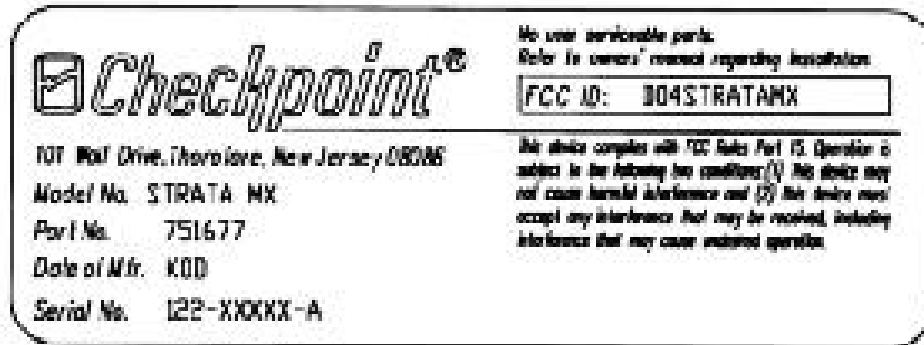 Checkpoint®
101 Wolf Drive, Thorofare, New Jersey 08086
Model No. STRATA MX
Part No. 751677
Date of Mfr. KOD
Serial No. 122-XXXXX-A
No user serviceable parts.
Refer to owners' manual regarding installation
FCC ID: DO4STRATAMX
This device complies with FCC Rules Part 15. Operation is
subject to the following two conditions: (1) This device may
not cause harmful interference and (2) this device must
accept any interference that may be received, including
interference that may cause undesired operation.